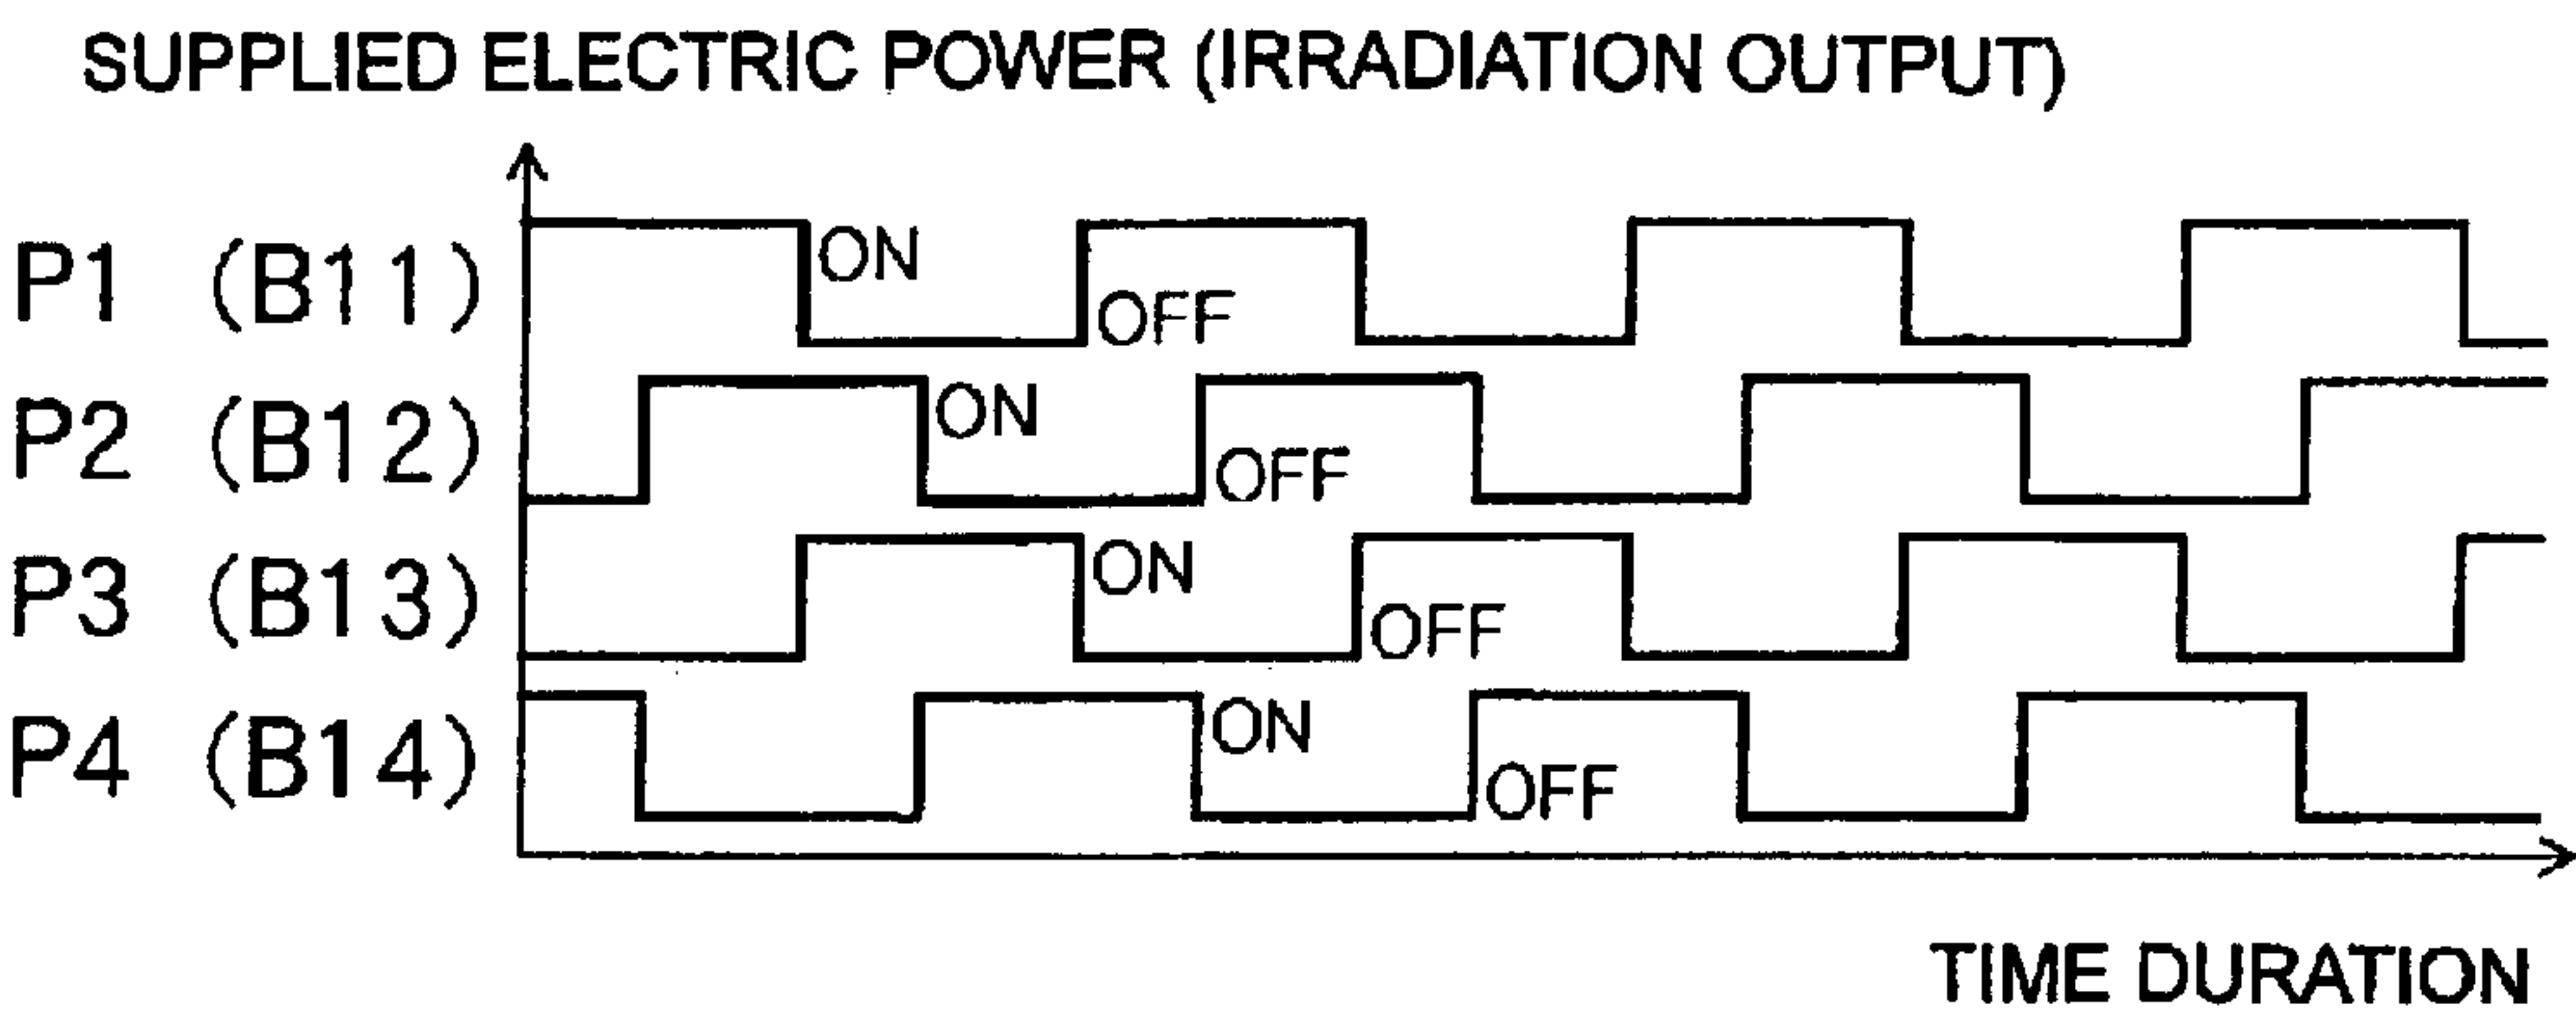 SUPPLIED ELECTRIC POWER (IRRADIATION OUTPUT)
P1 (B11) ON OFF
P2 (B12) ON OFF
P3 (B13) ON OFF
P4 (B14) ON OFF
TIME DURATION